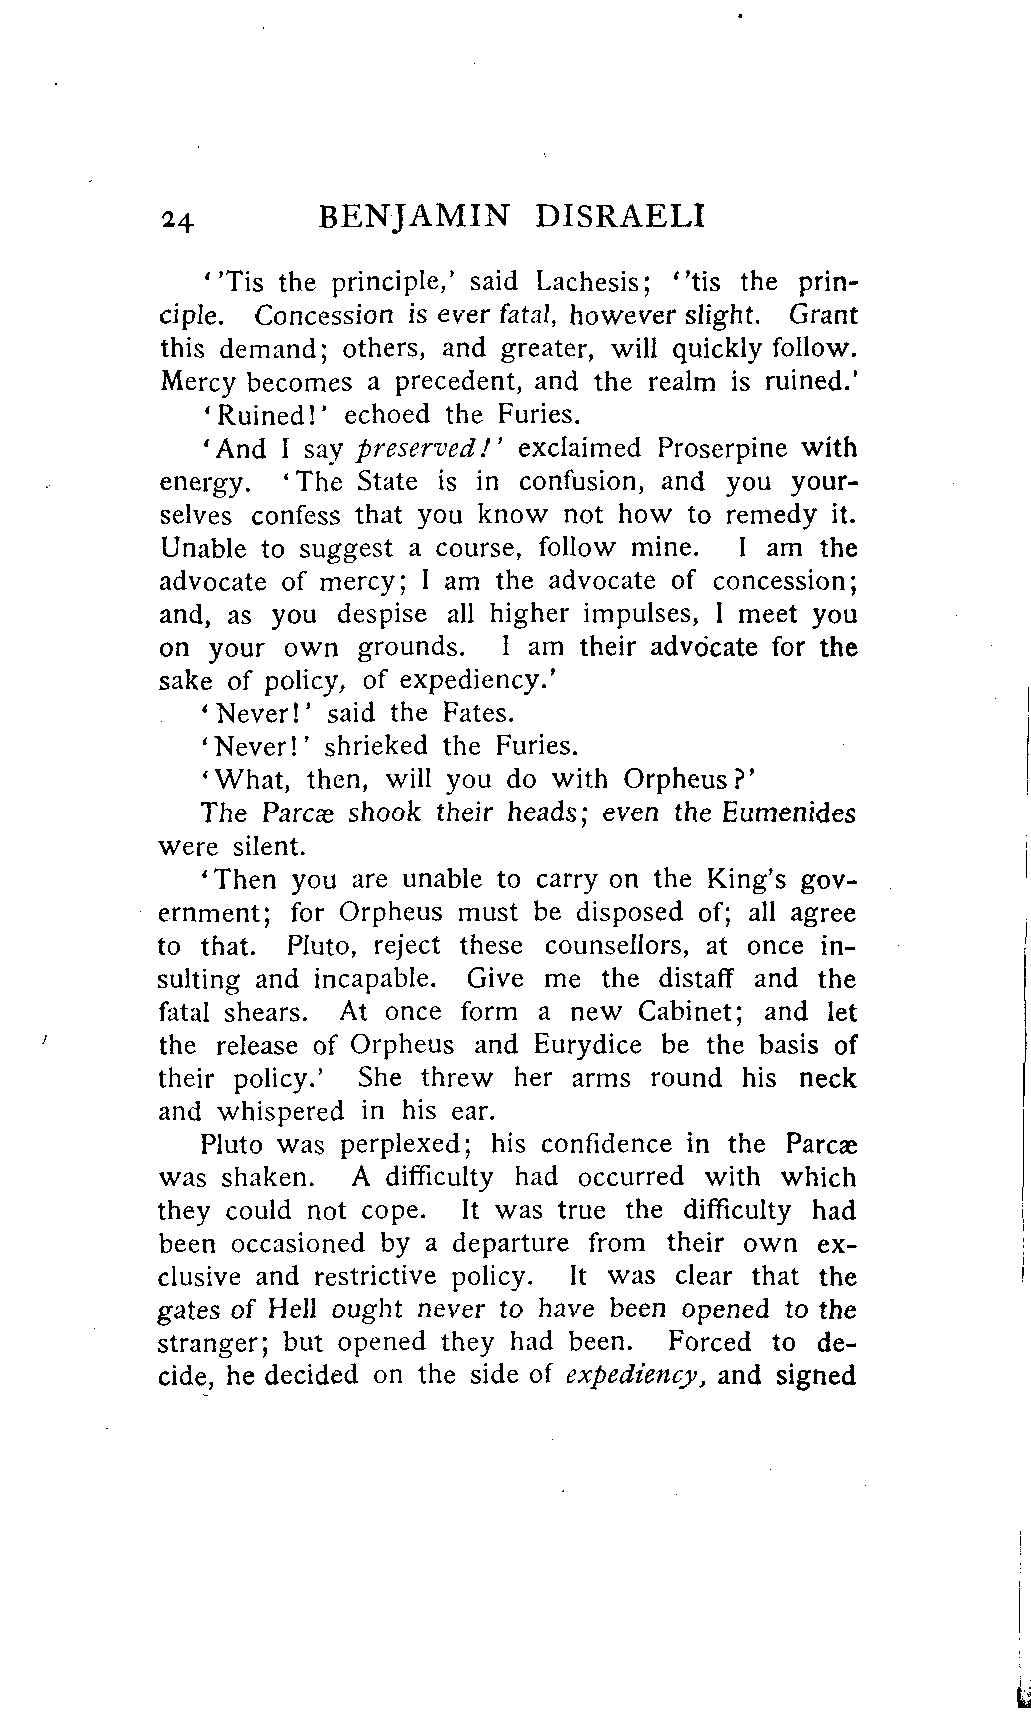 24 BENJAMIN DISRAELI
‘ 'Tis the principle,’ said Lachesis; ‘'tis the prin-
ciple. Concession is ever fatal, however slight. Grant
this demand; others, and greater, will quickly follow.
Mercy becomes a precedent, and the realm is ruined.’
‘Ruined!’ echoed the Furies.
‘And I say preserved!’ exclaimed Proserpine with
energy. ‘The State is in confusion, and you your-
selves confess that you know not how to remedy it.
Unable to suggest a course, follow mine. I am the
advocate of mercy; I am the advocate of concession;
and, as you despise all higher impulses, I meet you
on your own grounds. I am their advocate for the
sake of policy, of expediency.’
‘Never!’ said the Fates.
‘Never!’ shrieked the Furies.
‘What, then, will you do with Orpheus?’
The Parcæ shook their heads; even the Eumenides
were silent.
‘Then you are unable to carry on the King's gov-
ernment; for Orpheus must be disposed of; all agree
to that. Pluto, reject these counsellors, at once in-
sulting and incapable. Give me the distaff and the
fatal shears. At once form a new Cabinet; and let
the release of Orpheus and Eurydice be the basis of
their policy.’ She threw her arms round his neck
and whispered in his ear.
Pluto was perplexed; his confidence in the Parcæ
was shaken. A difficulty had occurred with which
they could not cope. It was true the difficulty had
been occasioned by a departure from their own ex-
clusive and restrictive policy. It was clear that the
gates of Hell ought never to have been opened to the
stranger; but opened they had been. Forced to de-
cide, he decided on the side of expediency, and signed